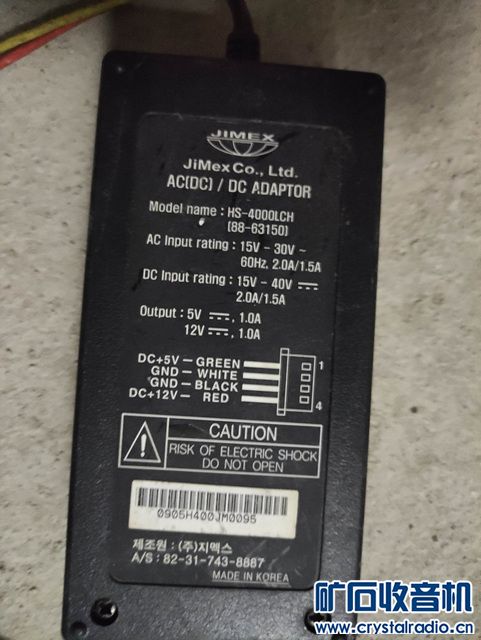 JIMEX
JiMex Co., Ltd.
AC(DC) / DC ADAPTOR
Model name : HS-4000LCH
(88-63150)
AC Input rating : 15V - 30V ~
60Hz, 2.0A/1.5A
DC Input rating : 15V - 40V ⎓
2.0A/1.5A
Output : 5V ⎓, 1.0A
12V ⎓, 1.0A
DC+5V – GREEN
GND – WHITE
GND – BLACK
DC+12V – RED
1
4
CAUTION
RISK OF ELECTRIC SHOCK
DO NOT OPEN
0905H400JM0095
제조원 : (주)지멕스
A/S : 82-31-743-8887
MADE IN KOREA
矿石收音机
www.crystalradio.cn